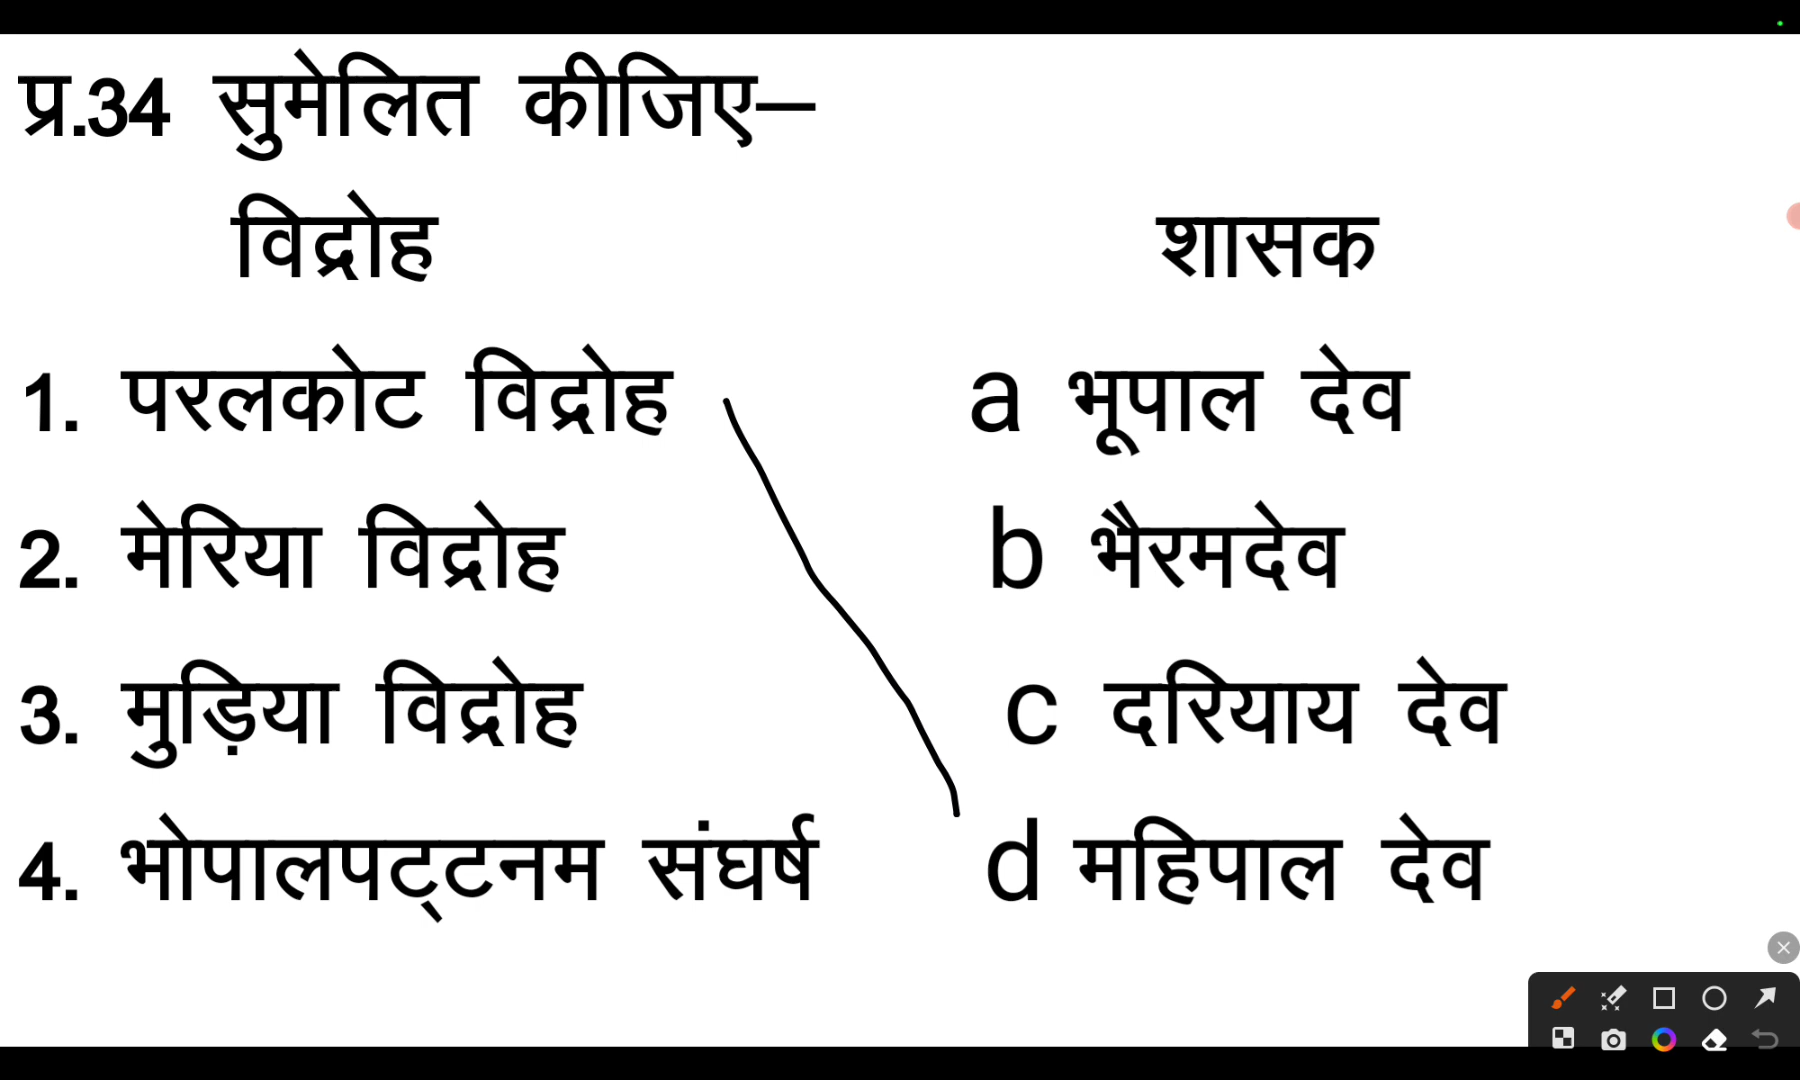 प्र.34 सुमेलित कीजिए–
विद्रोह शासक
1. परलकोट विद्रोह a भूपाल देव
2. मेरिया विद्रोह b भैरमदेव
3. मुड़िया विद्रोह c दरियाय देव
4. भोपालपट्टनम संघर्ष d महिपाल देव